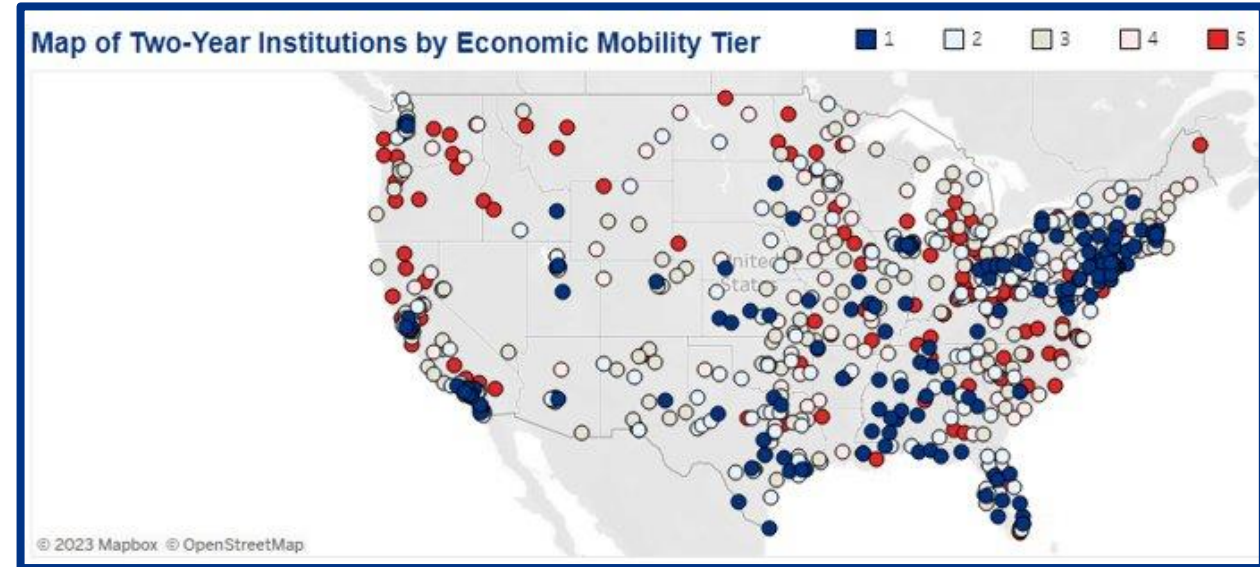 Map of Two-Year Institutions by Economic Mobility Tier 1 2 3 4 5
United
States
© 2023 Mapbox © OpenStreetMap